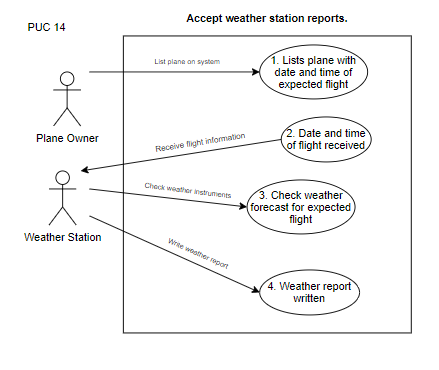 Accept weather station reports.
PUC 14
List plane on system
1. Lists plane with
date and time of
expected flight
Plane Owner
Receive flight information
2. Date and time
of flight received
Check weather instruments
3. Check weather
forecast for expected
flight
Weather Station
Write weather report
4. Weather report
written